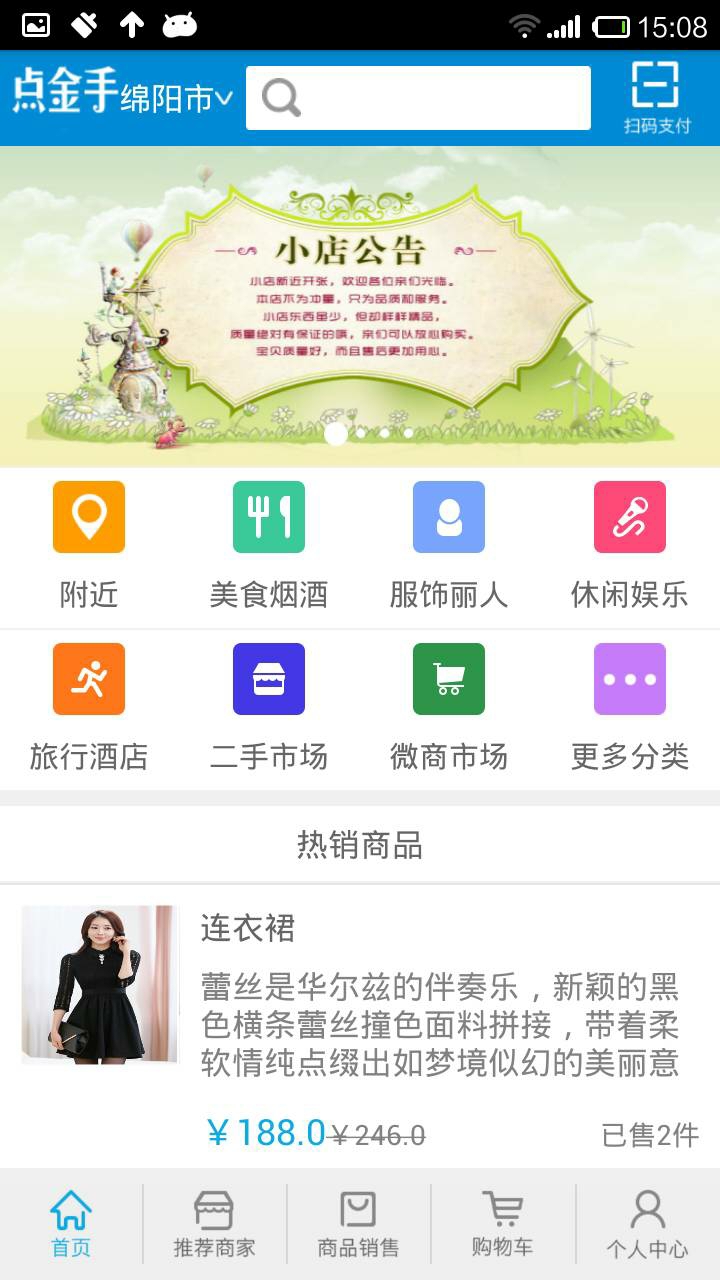 15:08
点金手 绵阳市
扫码支付
小店公告
小店新近开张，欢迎各位亲们光临。
本店不为冲量，只为品质和服务。
小店东西虽少，但却样样精品，
质量绝对有保证的哦，亲们可以放心购买。
宝贝质量好，而且售后更加用心。
附近 美食烟酒 服饰丽人 休闲娱乐
旅行酒店 二手市场 微商市场 更多分类
热销商品
连衣裙
蕾丝是华尔兹的伴奏乐，新颖的黑
色横条蕾丝撞色面料拼接，带着柔
软情纯点缀出如梦境似幻的美丽意
￥188.0 ￥246.0 已售2件
首页 推荐商家 商品销售 购物车 个人中心